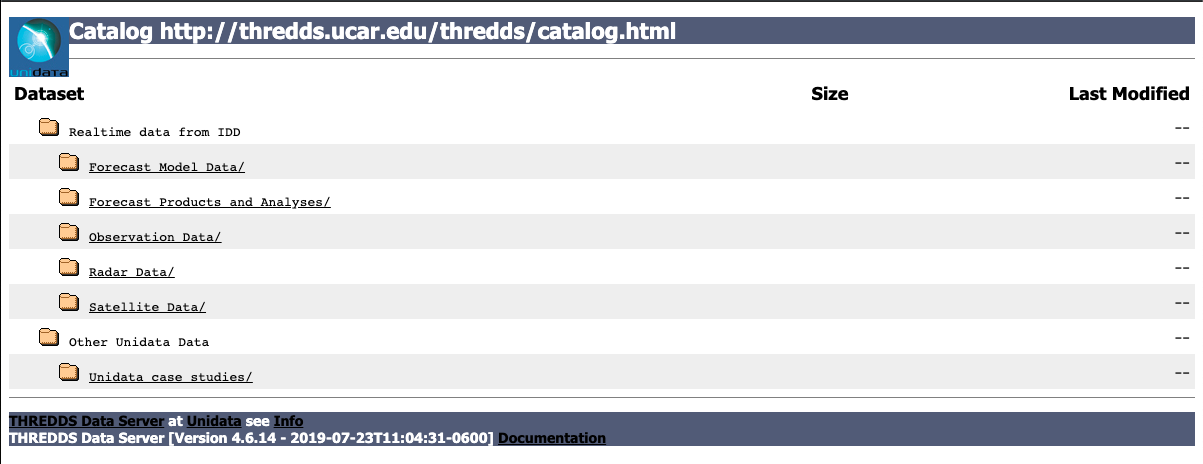 Catalog http://thredds.ucar.edu/thredds/catalog.html
unidata
Dataset Size Last Modified
Realtime data from IDD --
Forecast Model Data/ --
Forecast Products and Analyses/ --
Observation Data/ --
Radar Data/ --
Satellite Data/ --
Other Unidata Data --
Unidata case studies/ --
THREDDS Data Server at Unidata see Info
THREDDS Data Server [Version 4.6.14 - 2019-07-23T11:04:31-0600] Documentation